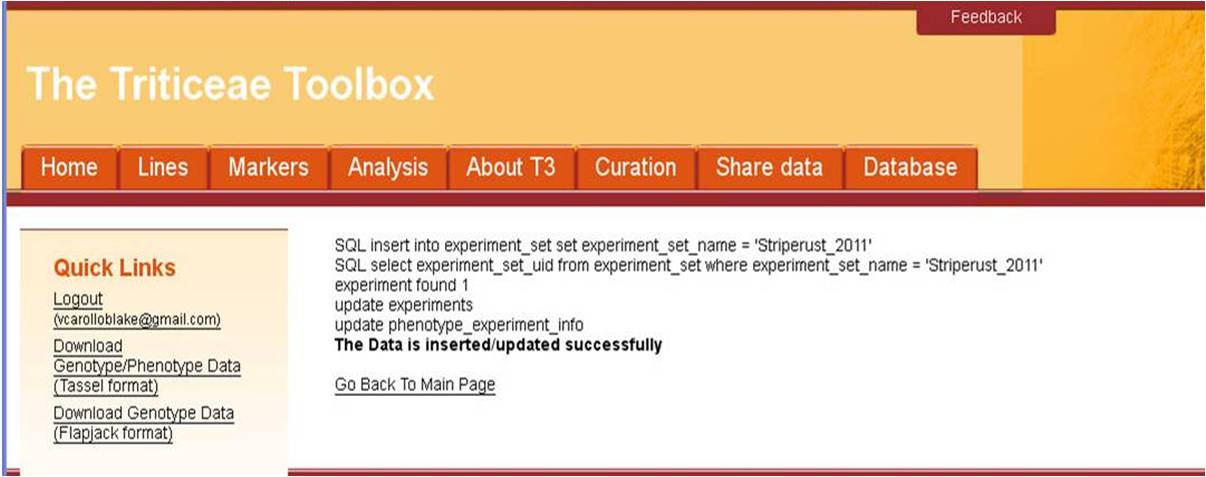 Feedback
The Triticeae Toolbox
Home Lines Markers Analysis About T3 Curation Share data Database
Quick Links
Logout
(vcarolloblake@gmail.com)
Download
Genotype/Phenotype Data
(Tassel format)
Download Genotype Data
(Flapjack format)
SQL insert into experiment_set set experiment_set_name = 'Striperust_2011'
SQL select experiment_set_uid from experiment_set where experiment_set_name = 'Striperust_2011'
experiment found 1
update experiments
update phenotype_experiment_info
The Data is inserted/updated successfully
Go Back To Main Page